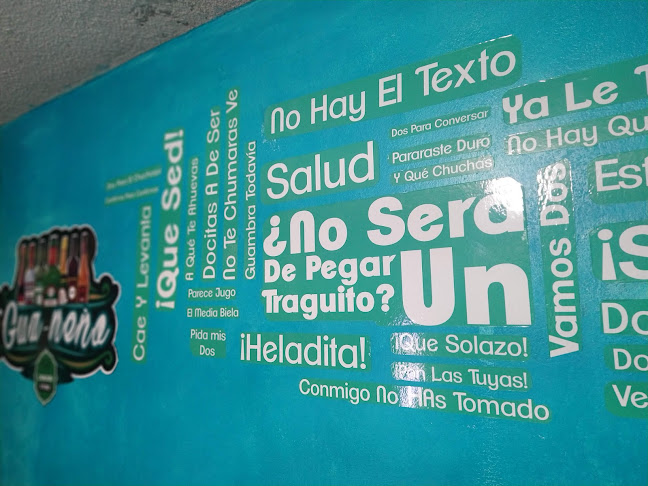 Gua-neña
Cae Y Levanta
¡Que Sed!
A Qué Te Ahuevas
Docitas A De Ser
No Te Chumaras Ve
Guambra Todavia
Parece Jugo
El Media Biela
Pida mis
Dos
No Hay El Texto
Salud
Dos Para Conversar
Pararaste Duro
Y Qué Chuchas
¿No Sera
De Pegar
Traguito?
Un
¡Heladita!
¡Que Solazo!
Las Tuyas!
Conmigo No HAs Tomado
Vamos Dos
Ya Le
No Hay Qu
Est
¡S
Do
Do
Ve